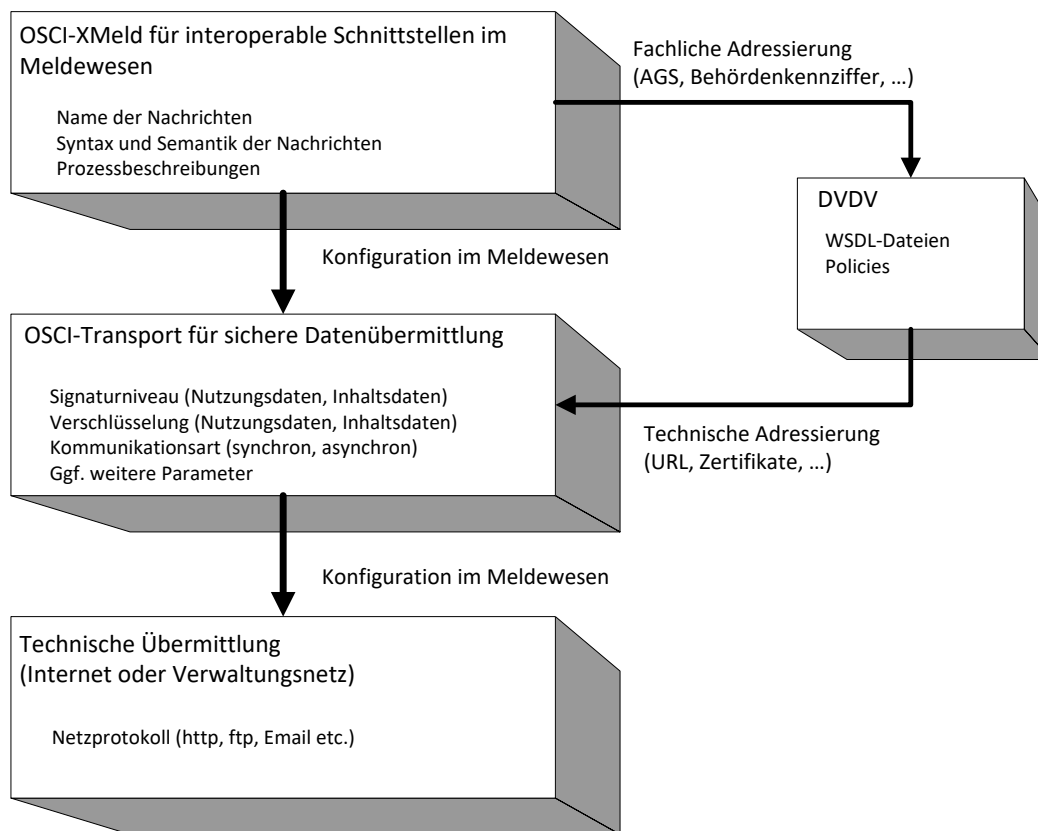 OSCI-XMeld für interoperable Schnittstellen im
Meldewesen
Name der Nachrichten
Syntax und Semantik der Nachrichten
Prozessbeschreibungen
Fachliche Adressierung
(AGS, Behördenkennziffer, ...)
DVDV
WSDL-Dateien
Policies
Konfiguration im Meldewesen
OSCI-Transport für sichere Datenübermittlung
Signaturniveau (Nutzungsdaten, Inhaltsdaten)
Verschlüsselung (Nutzungsdaten, Inhaltsdaten)
Kommunikationsart (synchron, asynchron)
Ggf. weitere Parameter
Technische Adressierung
(URL, Zertifikate, ...)
Konfiguration im Meldewesen
Technische Übermittlung
(Internet oder Verwaltungsnetz)
Netzprotokoll (http, ftp, Email etc.)